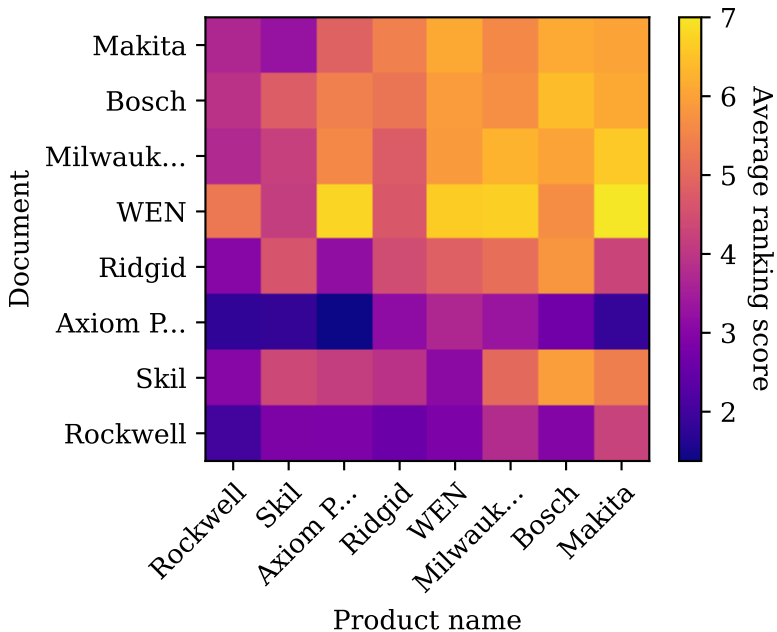 Document
Makita
Bosch
Milwauk...
WEN
Ridgid
Axiom P...
Skil
Rockwell
Rockwell
Skil
Axiom P...
Ridgid
WEN
Milwauk...
Bosch
Makita
Product name
7
6
5
4
3
2
Average ranking score